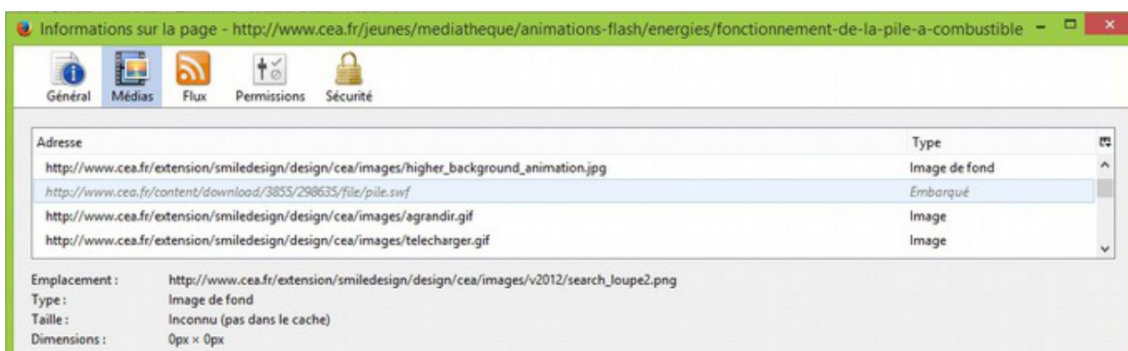 Informations sur la page - http://www.cea.fr/jeunes/mediatheque/animations-flash/energies/fonctionnement-de-la-pile-a-combustible
Général Médias Flux Permissions Sécurité
Adresse Type
http://www.cea.fr/extension/smiledesign/design/cea/images/higher_background_animation.jpg Image de fond
http://www.cea.fr/content/download/3855/298635/file/pile.swf Embarqué
http://www.cea.fr/extension/smiledesign/design/cea/images/agrandir.gif Image
http://www.cea.fr/extension/smiledesign/design/cea/images/telecharger.gif Image
Emplacement : http://www.cea.fr/extension/smiledesign/design/cea/images/v2012/search_loupe2.png
Type : Image de fond
Taille : Inconnu (pas dans le cache)
Dimensions : 0px × 0px